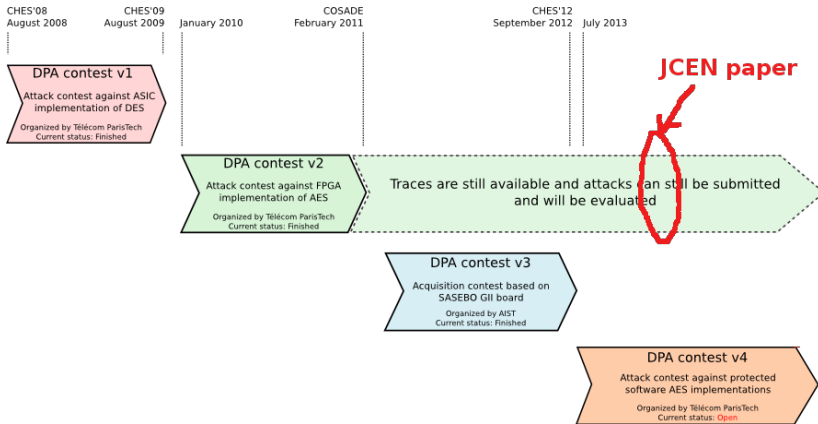 CHES'08
August 2008
CHES'09
August 2009
January 2010
COSADE
February 2011
CHES'12
September 2012
July 2013
JCEN paper
DPA contest v1
Attack contest against ASIC
implementation of DES
Organized by Télécom ParisTech
Current status: Finished
DPA contest v2
Attack contest against FPGA
implementation of AES
Organized by Télécom ParisTech
Current status: Finished
Traces are still available and attacks can still be submitted
and will be evaluated
DPA contest v3
Acquisition contest based on
SASEBO GII board
Organized by AIST
Current status: Finished
DPA contest v4
Attack contest against protected
software AES implementations
Organized by Télécom ParisTech
Current status: Open